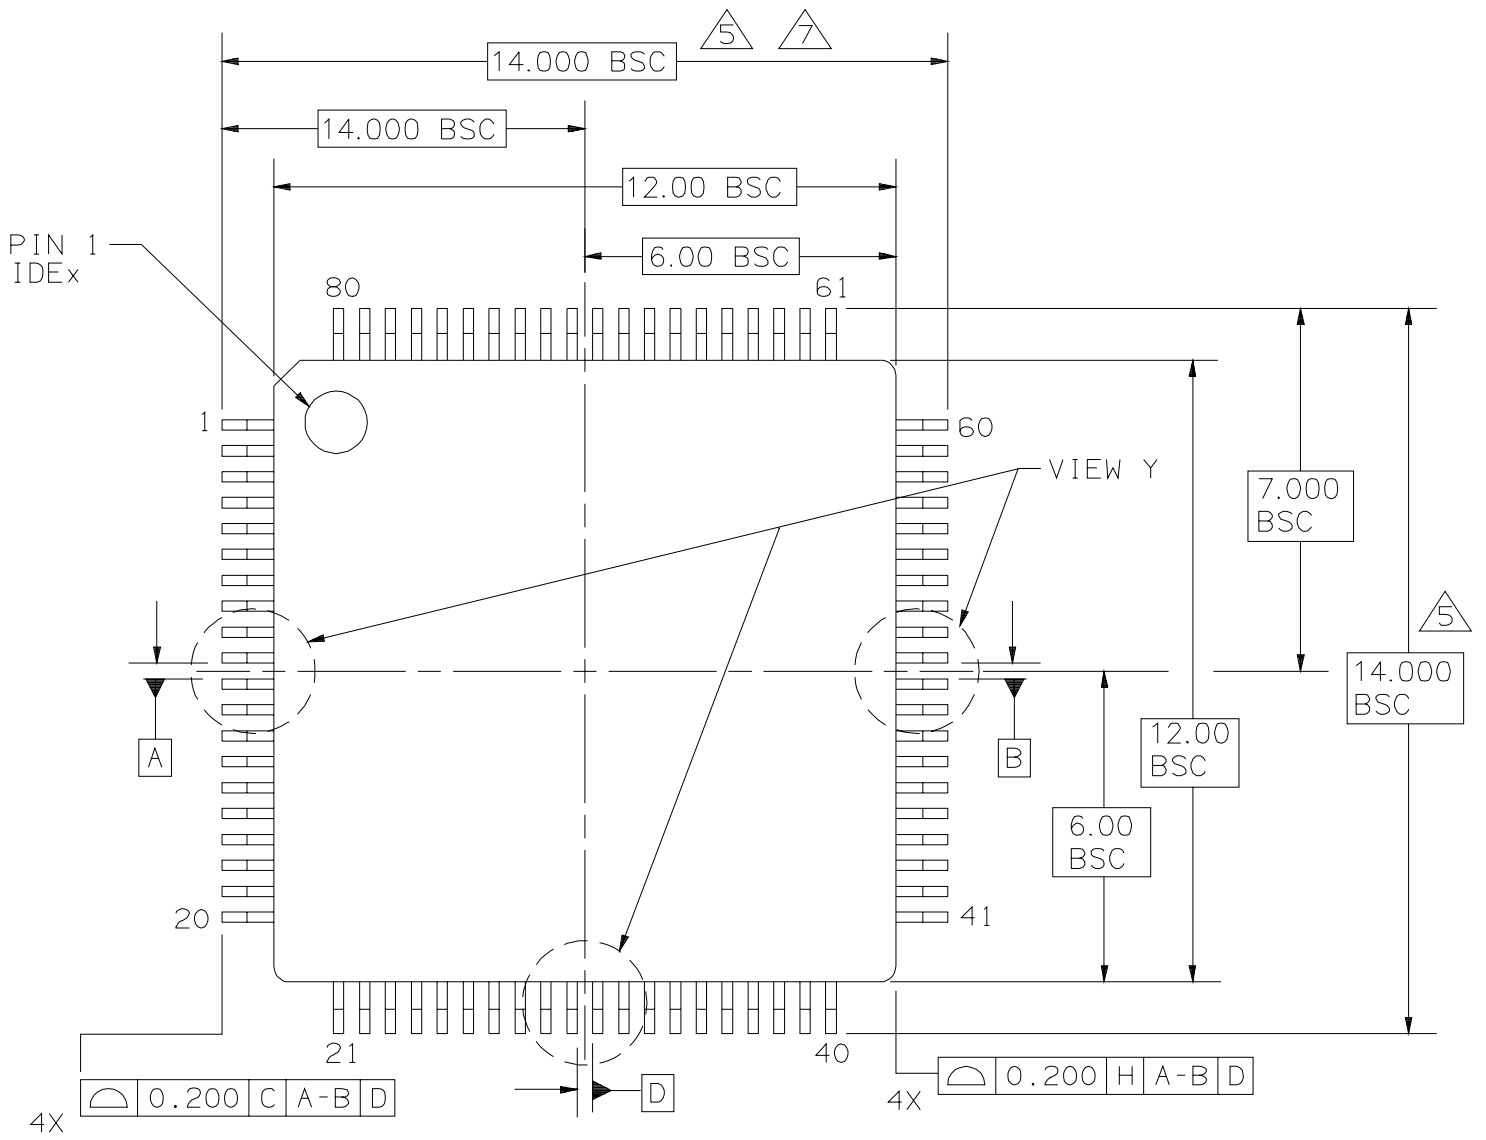 5 7
14.000 BSC
14.000 BSC
12.00 BSC
PIN 1
IDEx
6.00 BSC
80 61
1 60
VIEW Y
7.000
BSC
5
14.000
BSC
A B
12.00
BSC
6.00
BSC
20 41
21 40
D
4X
0.200 C A-B D
4X
0.200 H A-B D